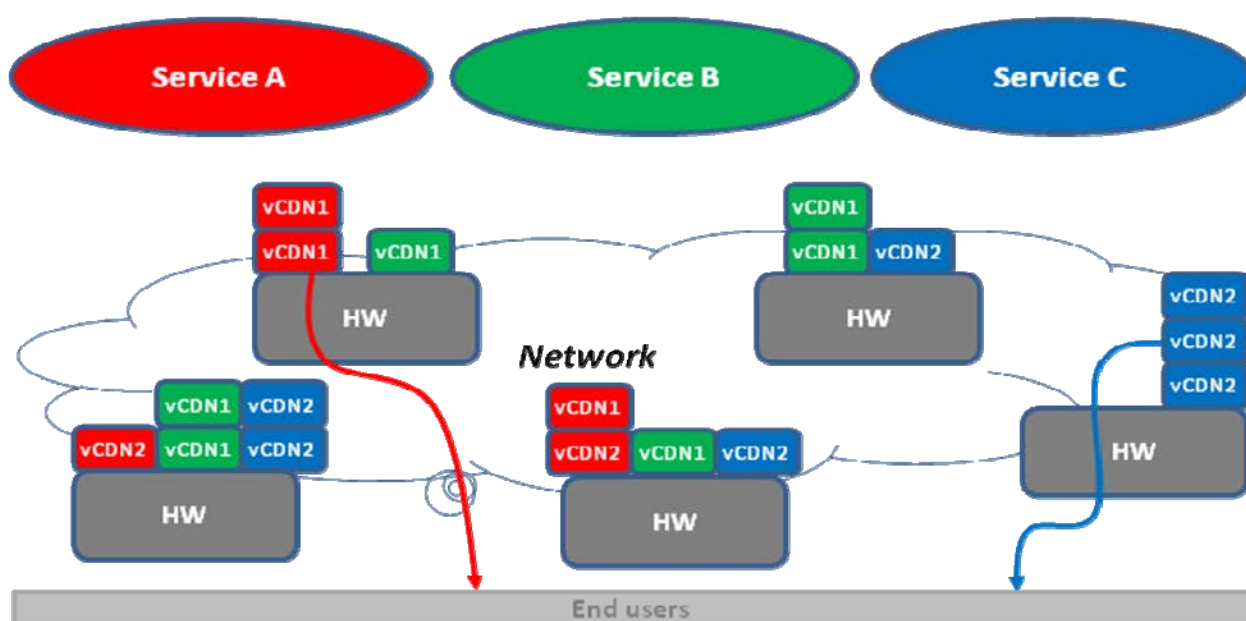 Service A
Service B
Service C
vCDN1
vCDN1
vCDN1
HW
vCDN1
vCDN1
vCDN2
HW
vCDN2
vCDN2
vCDN2
HW
Network
vCDN1
vCDN2
vCDN2
vCDN1
vCDN2
HW
vCDN1
vCDN2
vCDN1
vCDN2
HW
End users